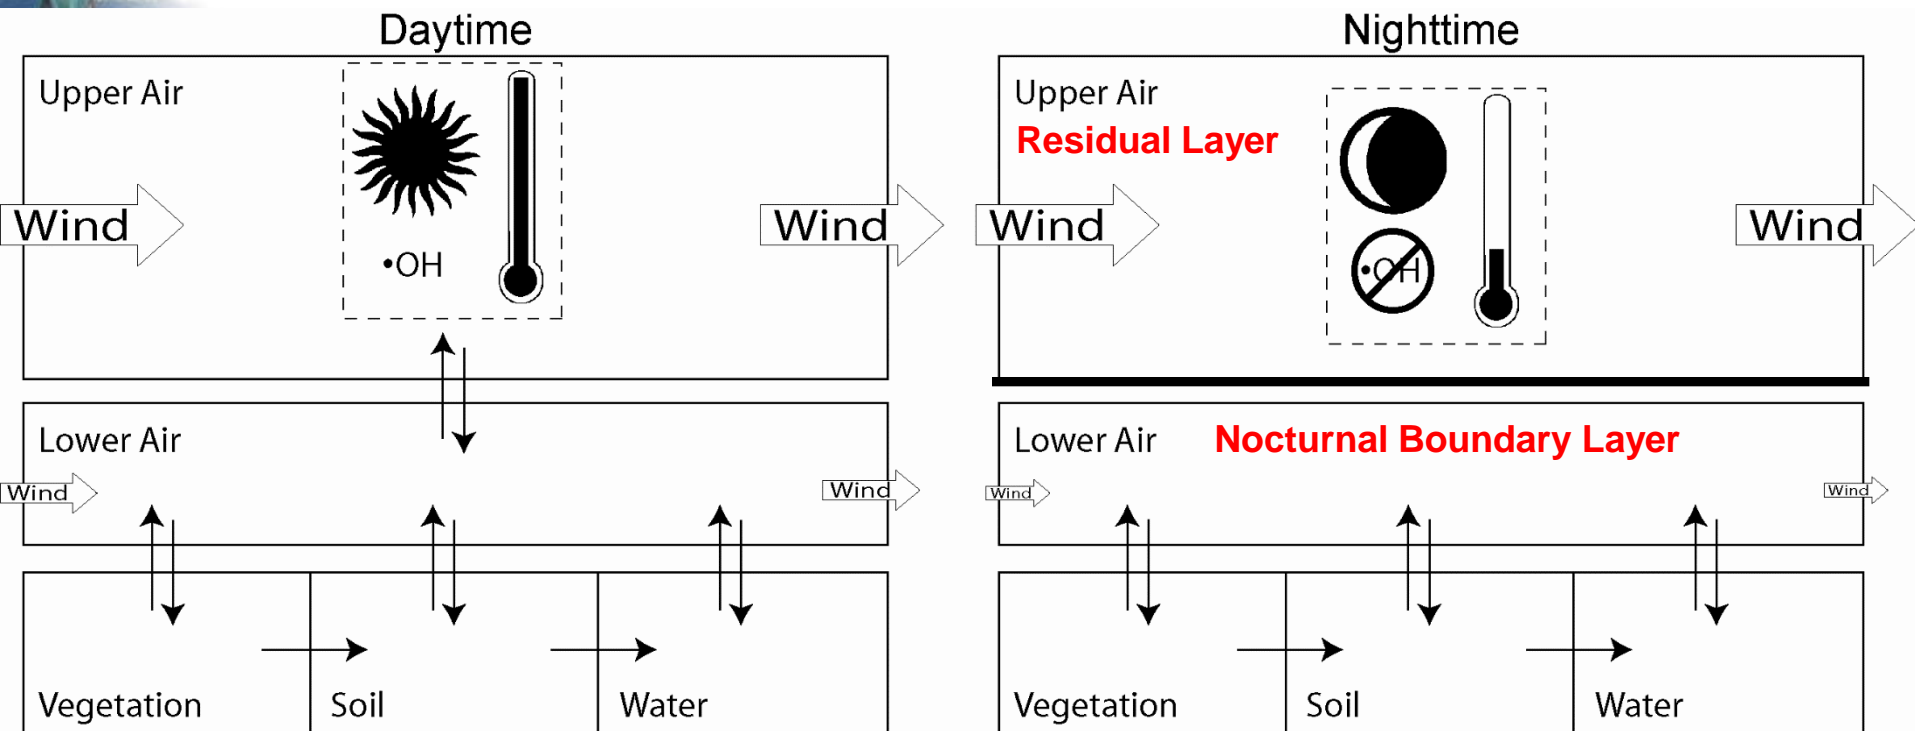 Daytime
Upper Air
Wind
Wind
•OH
Lower Air
Wind
Wind
Vegetation
Soil
Water
Nighttime
Upper Air
Residual Layer
Wind
Wind
•OH
Lower Air
Nocturnal Boundary Layer
Wind
Wind
Vegetation
Soil
Water